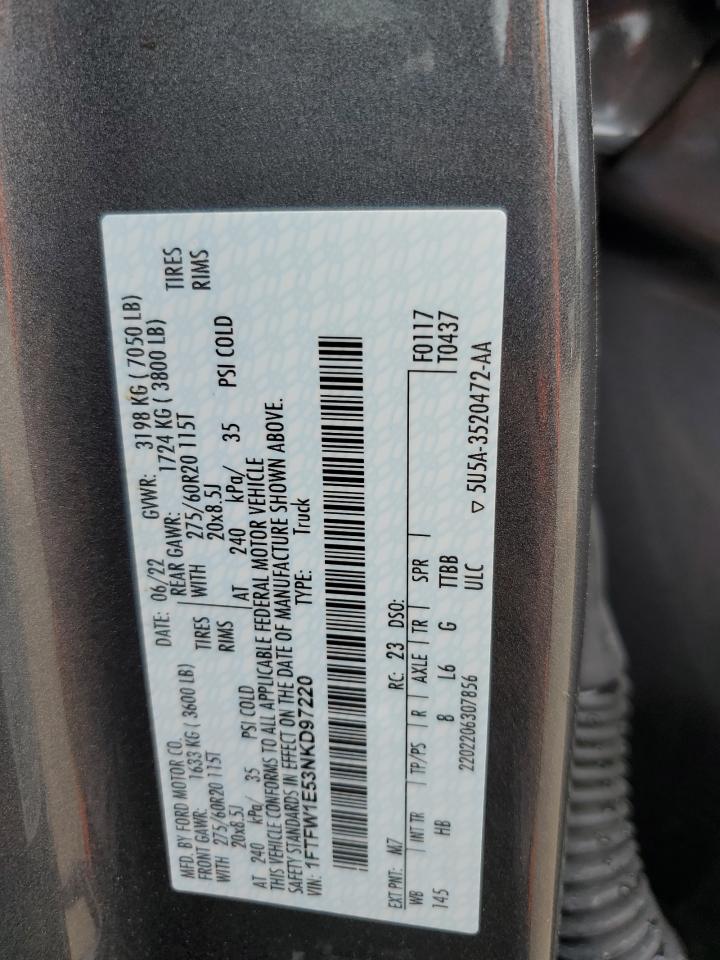 MFD. BY FORD MOTOR CO. DATE: 06/22 GVWR: 3198 KG ( 7050 LB)
FRONT GAWR: 1633 KG ( 3600 LB) REAR GAWR: 1724 KG ( 3800 LB)
WITH 275/60R20 115T TIRES WITH 275/60R20 115T TIRES
20x8.5J RIMS 20x8.5J RIMS
AT 240 kPa/ 35 PSI COLD AT 240 kPa/ 35 PSI COLD
THIS VEHICLE CONFORMS TO ALL APPLICABLE FEDERAL MOTOR VEHICLE
SAFETY STANDARDS IN EFFECT ON THE DATE OF MANUFACTURE SHOWN ABOVE.
VIN: 1FTFW1E53NKD97220 TYPE: Truck
EXT PNT: M7 RC: 23 DSO:
WB INT TR TP/PS R AXLE TR SPR F0117
145 HB B L6 G TTBB T0437
2202206307856 ULC ▽ 5U5A-3520472-AA